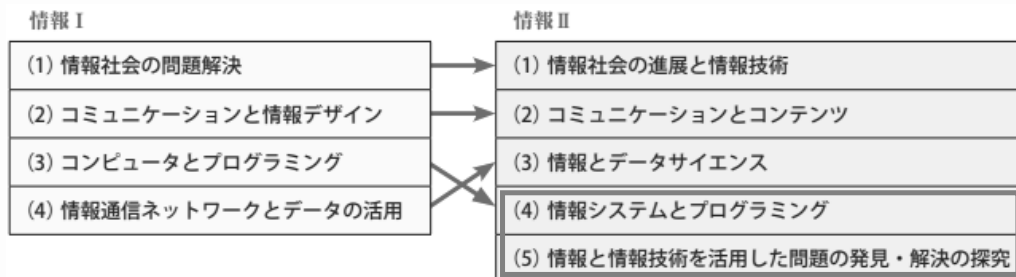 情報Ⅰ
(1) 情報社会の問題解決
(2) コミュニケーションと情報デザイン
(3) コンピュータとプログラミング
(4) 情報通信ネットワークとデータの活用
情報Ⅱ
(1) 情報社会の進展と情報技術
(2) コミュニケーションとコンテンツ
(3) 情報とデータサイエンス
(4) 情報システムとプログラミング
(5) 情報と情報技術を活用した問題の発見・解決の探究